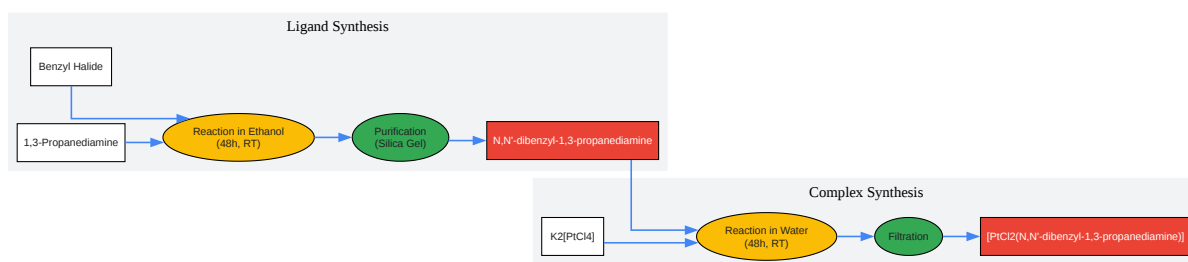 Ligand Synthesis
Benzyl Halide
1,3-Propanediamine
Reaction in Ethanol
(48h, RT)
Purification
(Silica Gel)
N,N'-dibenzyl-1,3-propanediamine
Complex Synthesis
K2[PtCl4]
Reaction in Water
(48h, RT)
Filtration
[PtCl2(N,N'-dibenzyl-1,3-propanediamine)]